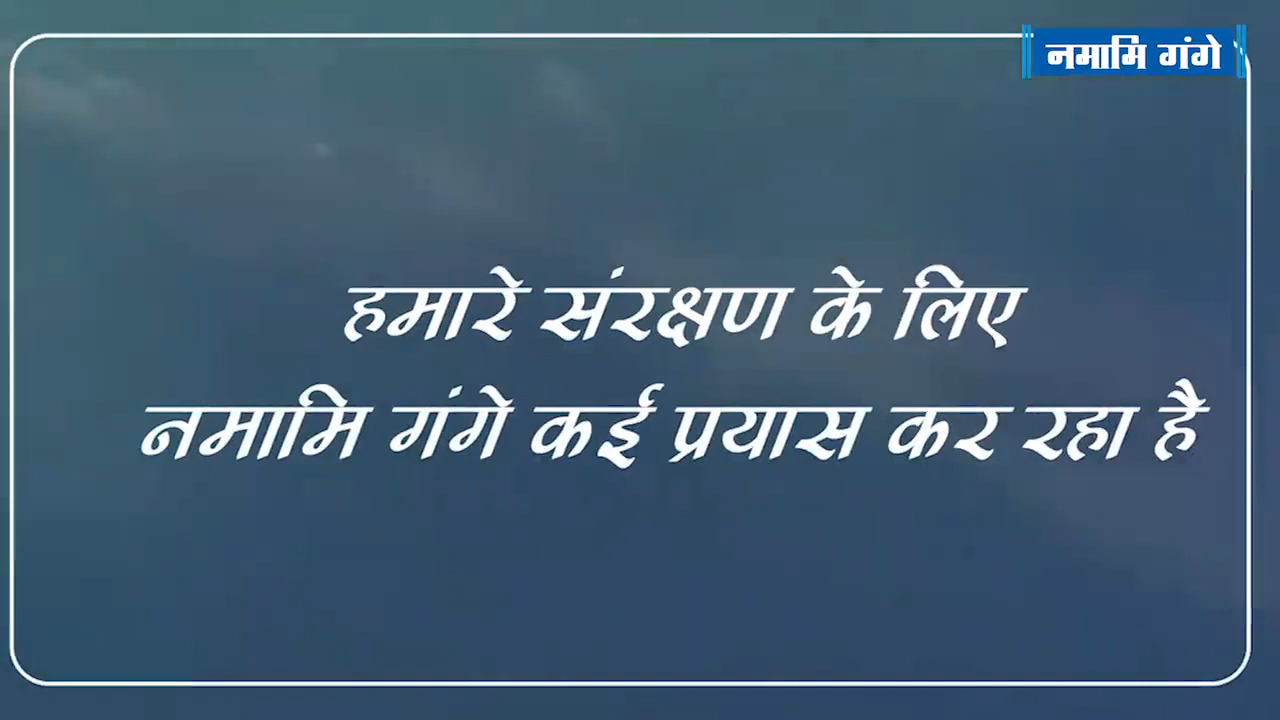 नमामि गंगे
हमारे संरक्षण के लिए
नमामि गंगे कई प्रयास कर रहा है